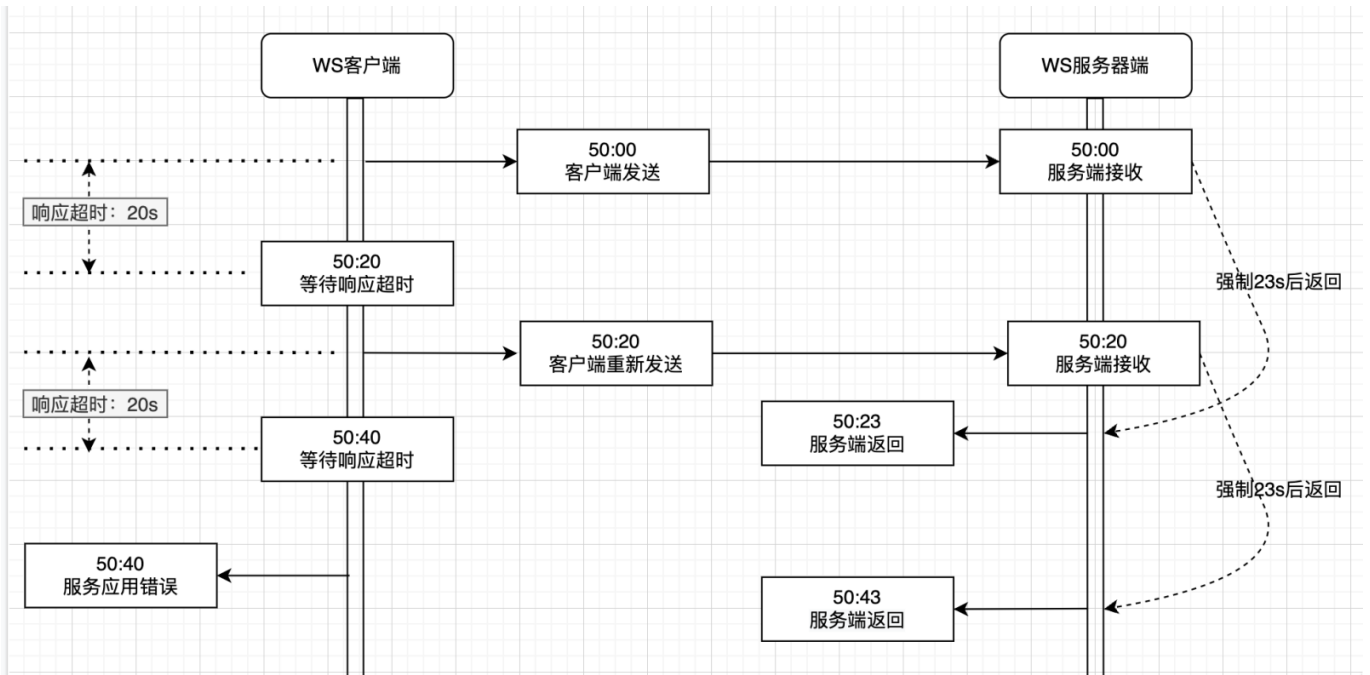 WS客户端
WS服务器端
50:00
客户端发送
50:00
服务端接收
响应超时：20s
50:20
等待响应超时
强制23s后返回
50:20
客户端重新发送
50:20
服务端接收
响应超时：20s
50:23
服务端返回
50:40
等待响应超时
强制23s后返回
50:40
服务应用错误
50:43
服务端返回